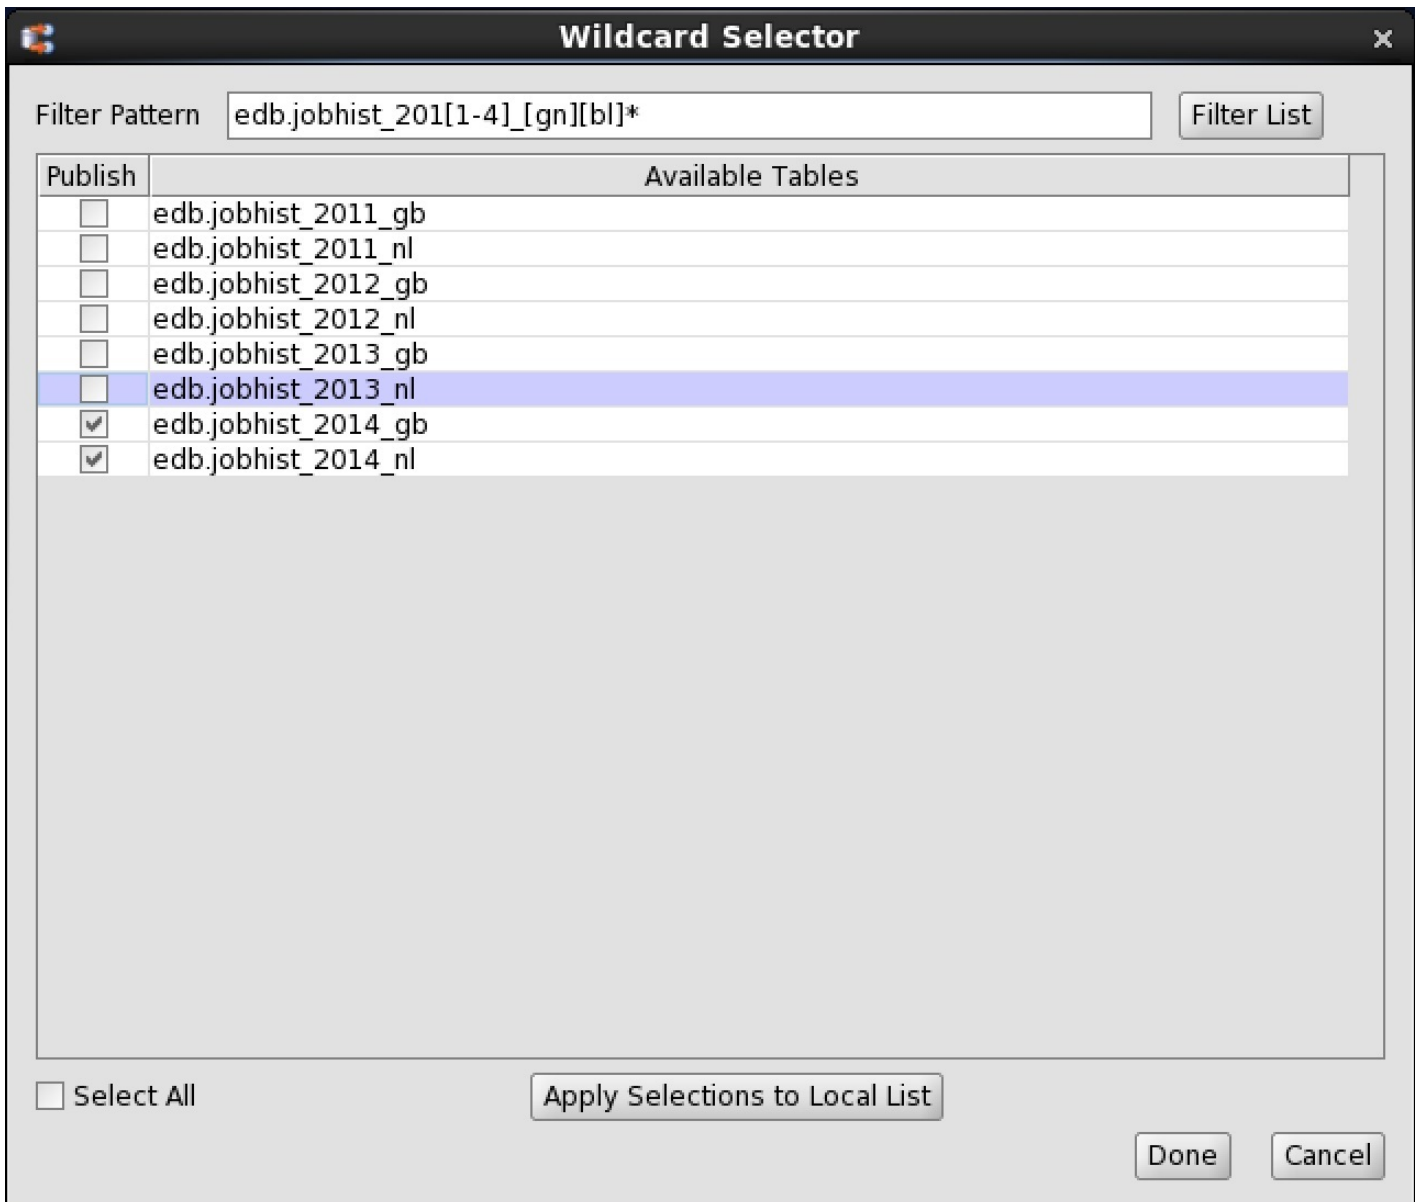 Wildcard Selector
Filter Pattern edb.jobhist_201[1-4]_[gn][bl]* Filter List
Publish Available Tables
edb.jobhist_2011_gb
edb.jobhist_2011_nl
edb.jobhist_2012_gb
edb.jobhist_2012_nl
edb.jobhist_2013_gb
edb.jobhist_2013_nl
edb.jobhist_2014_gb
edb.jobhist_2014_nl
Select All Apply Selections to Local List
Done Cancel